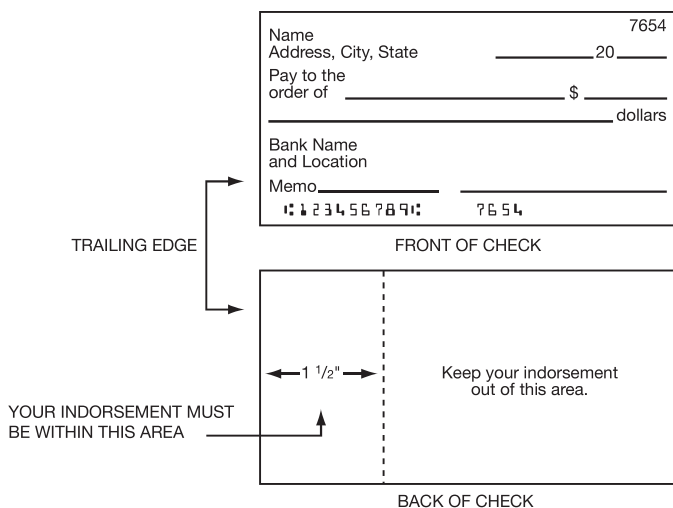 7654
Name
Address, City, State 20
Pay to the
order of $
dollars
Bank Name
and Location
Memo
⑆123456789⑆ 7654
TRAILING EDGE
FRONT OF CHECK
1 1/2"
Keep your indorsement
out of this area.
YOUR INDORSEMENT MUST
BE WITHIN THIS AREA
BACK OF CHECK